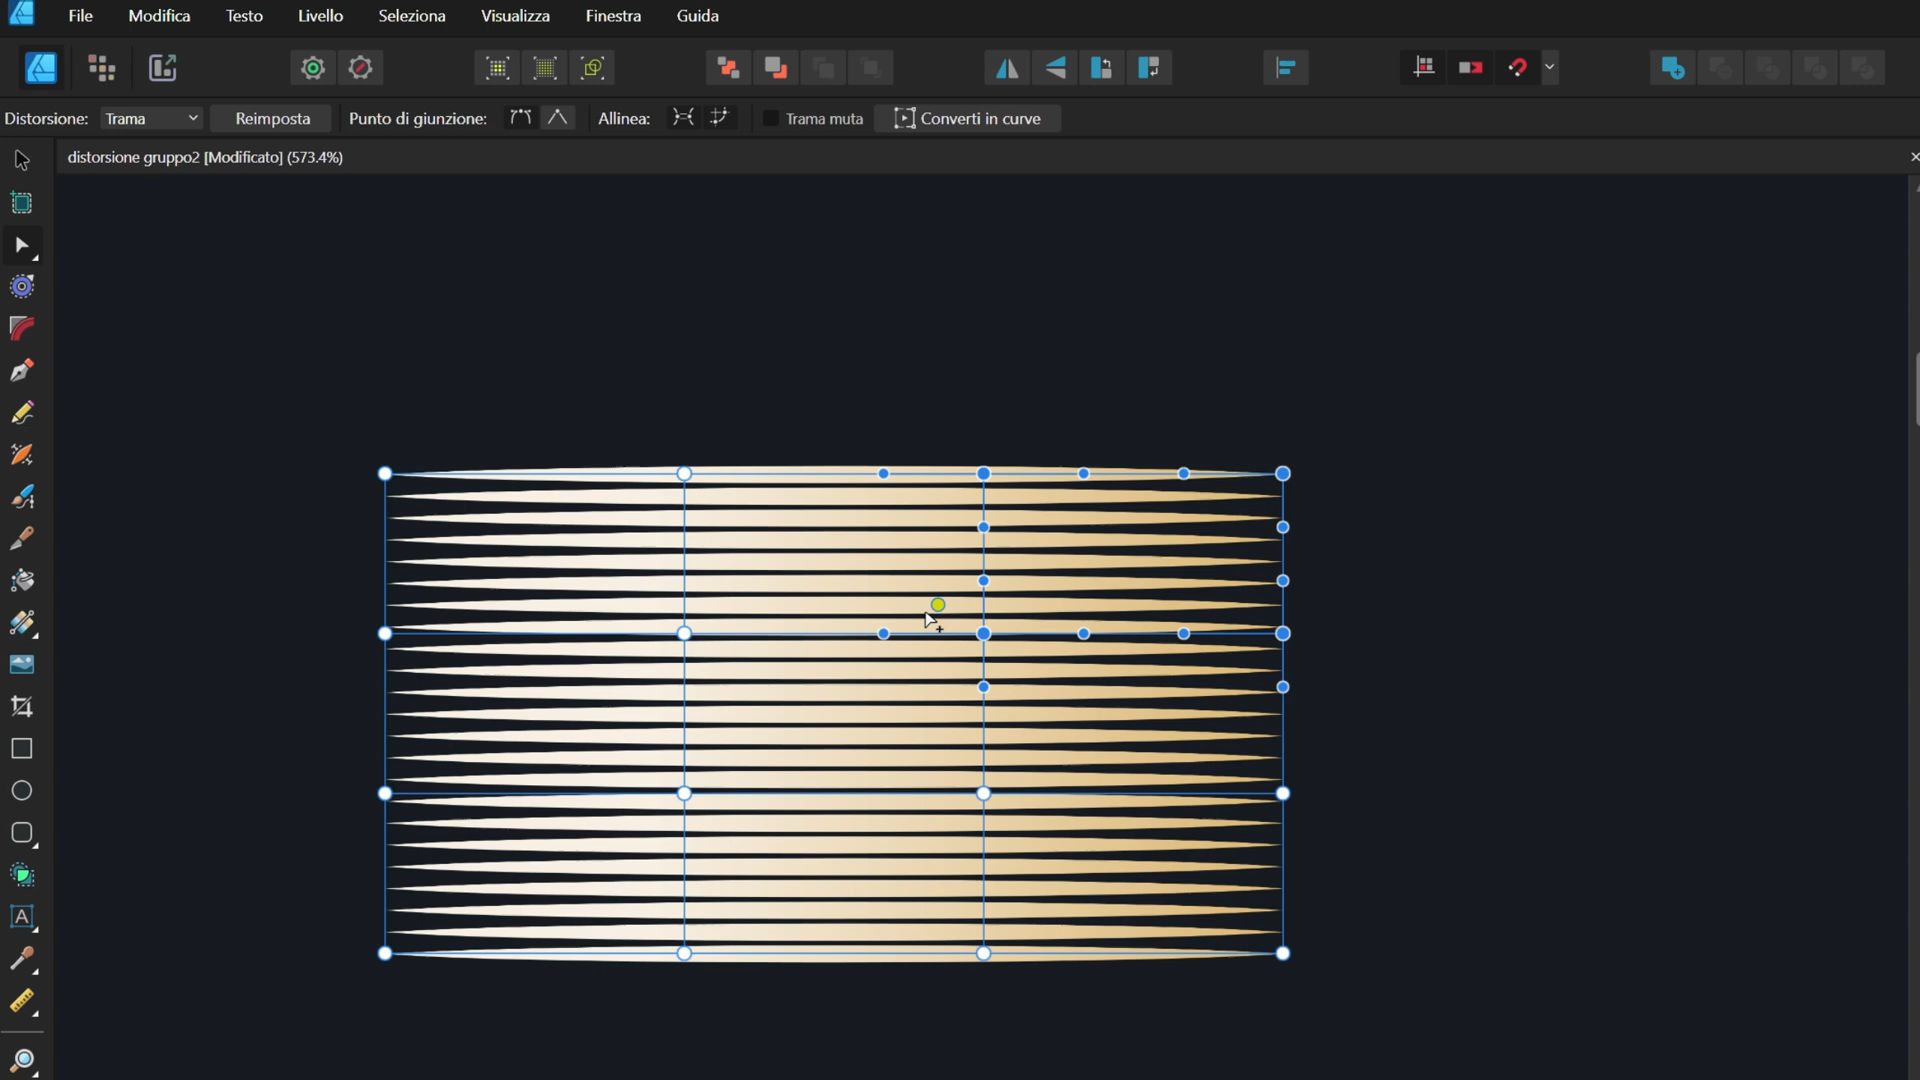 File Modifica Testo Livello Seleziona Visualizza Finestra Guida
Distorsione: Trama Reimposta Punto di giunzione: Allinea: Trama muta Converti in curve
distorsione gruppo2 [Modificato] (573.4%)
A